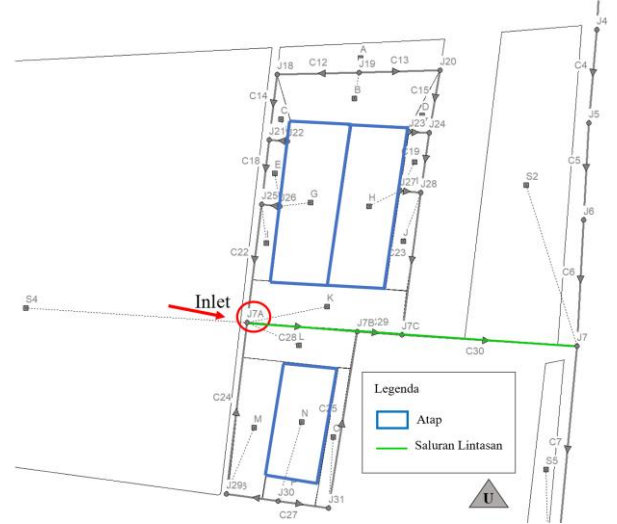 J4
A
C12
J19
C13
J20
J18
C4
C14
B
C15
D
C
J23
J24
J5
J21
J22
C18
C19
C5
E
S2
J25
J26
G
H
J27
J28
J6
I
J
C22
C23
C6
K
Inlet
S4
J7A
J7B
C29
J7C
C28
L
C30
J7
Legenda
Atap
Saluran Lintasan
C24
C25
M
N
C7
S5
U
J29
J30
J31
C27